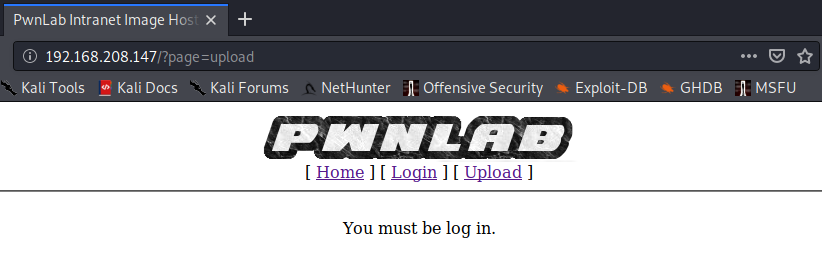 PwnLab Intranet Image Host
192.168.208.147/?page=upload
Kali Tools Kali Docs Kali Forums NetHunter Offensive Security Exploit-DB GHDB MSFU
PWNLAB
[ Home ] [ Login ] [ Upload ]
You must be log in.